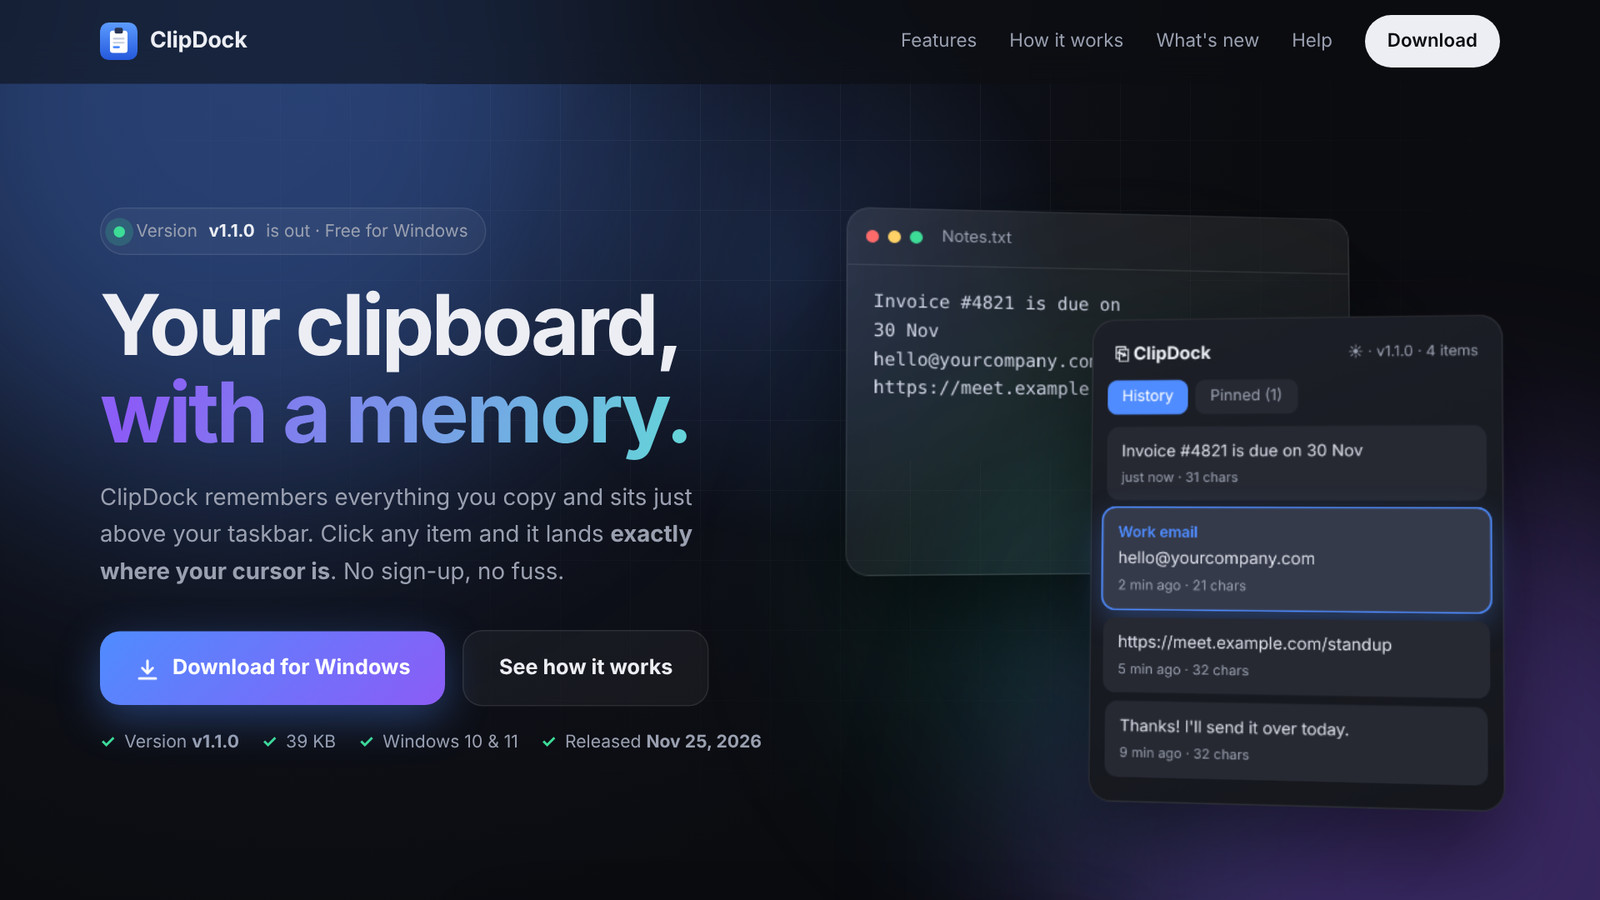 ClipDock
Features
How it works
What's new
Help
Download
Version v1.1.0 is out · Free for Windows
Your clipboard,
with a memory.
ClipDock remembers everything you copy and sits just
above your taskbar. Click any item and it lands exactly
where your cursor is. No sign-up, no fuss.
Download for Windows
See how it works
✓ Version v1.1.0 ✓ 39 KB ✓ Windows 10 & 11 ✓ Released Nov 25, 2026
Notes.txt
Invoice #4821 is due on
30 Nov
hello@yourcompany.com
https://meet.example
ClipDock
☀ · v1.1.0 · 4 items
History
Pinned (1)
Invoice #4821 is due on 30 Nov
just now · 31 chars
Work email
hello@yourcompany.com
2 min ago · 21 chars
https://meet.example.com/standup
5 min ago · 32 chars
Thanks! I'll send it over today.
9 min ago · 32 chars